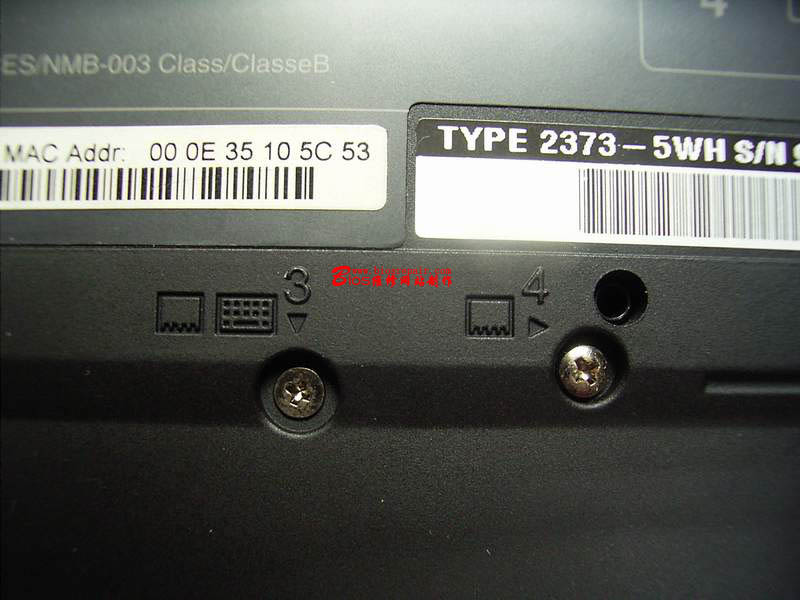 ES/NMB-003 Class/ClasseB
4
MAC Addr: 00 0E 35 10 5C 53
TYPE 2373-5WH S/N
3
4